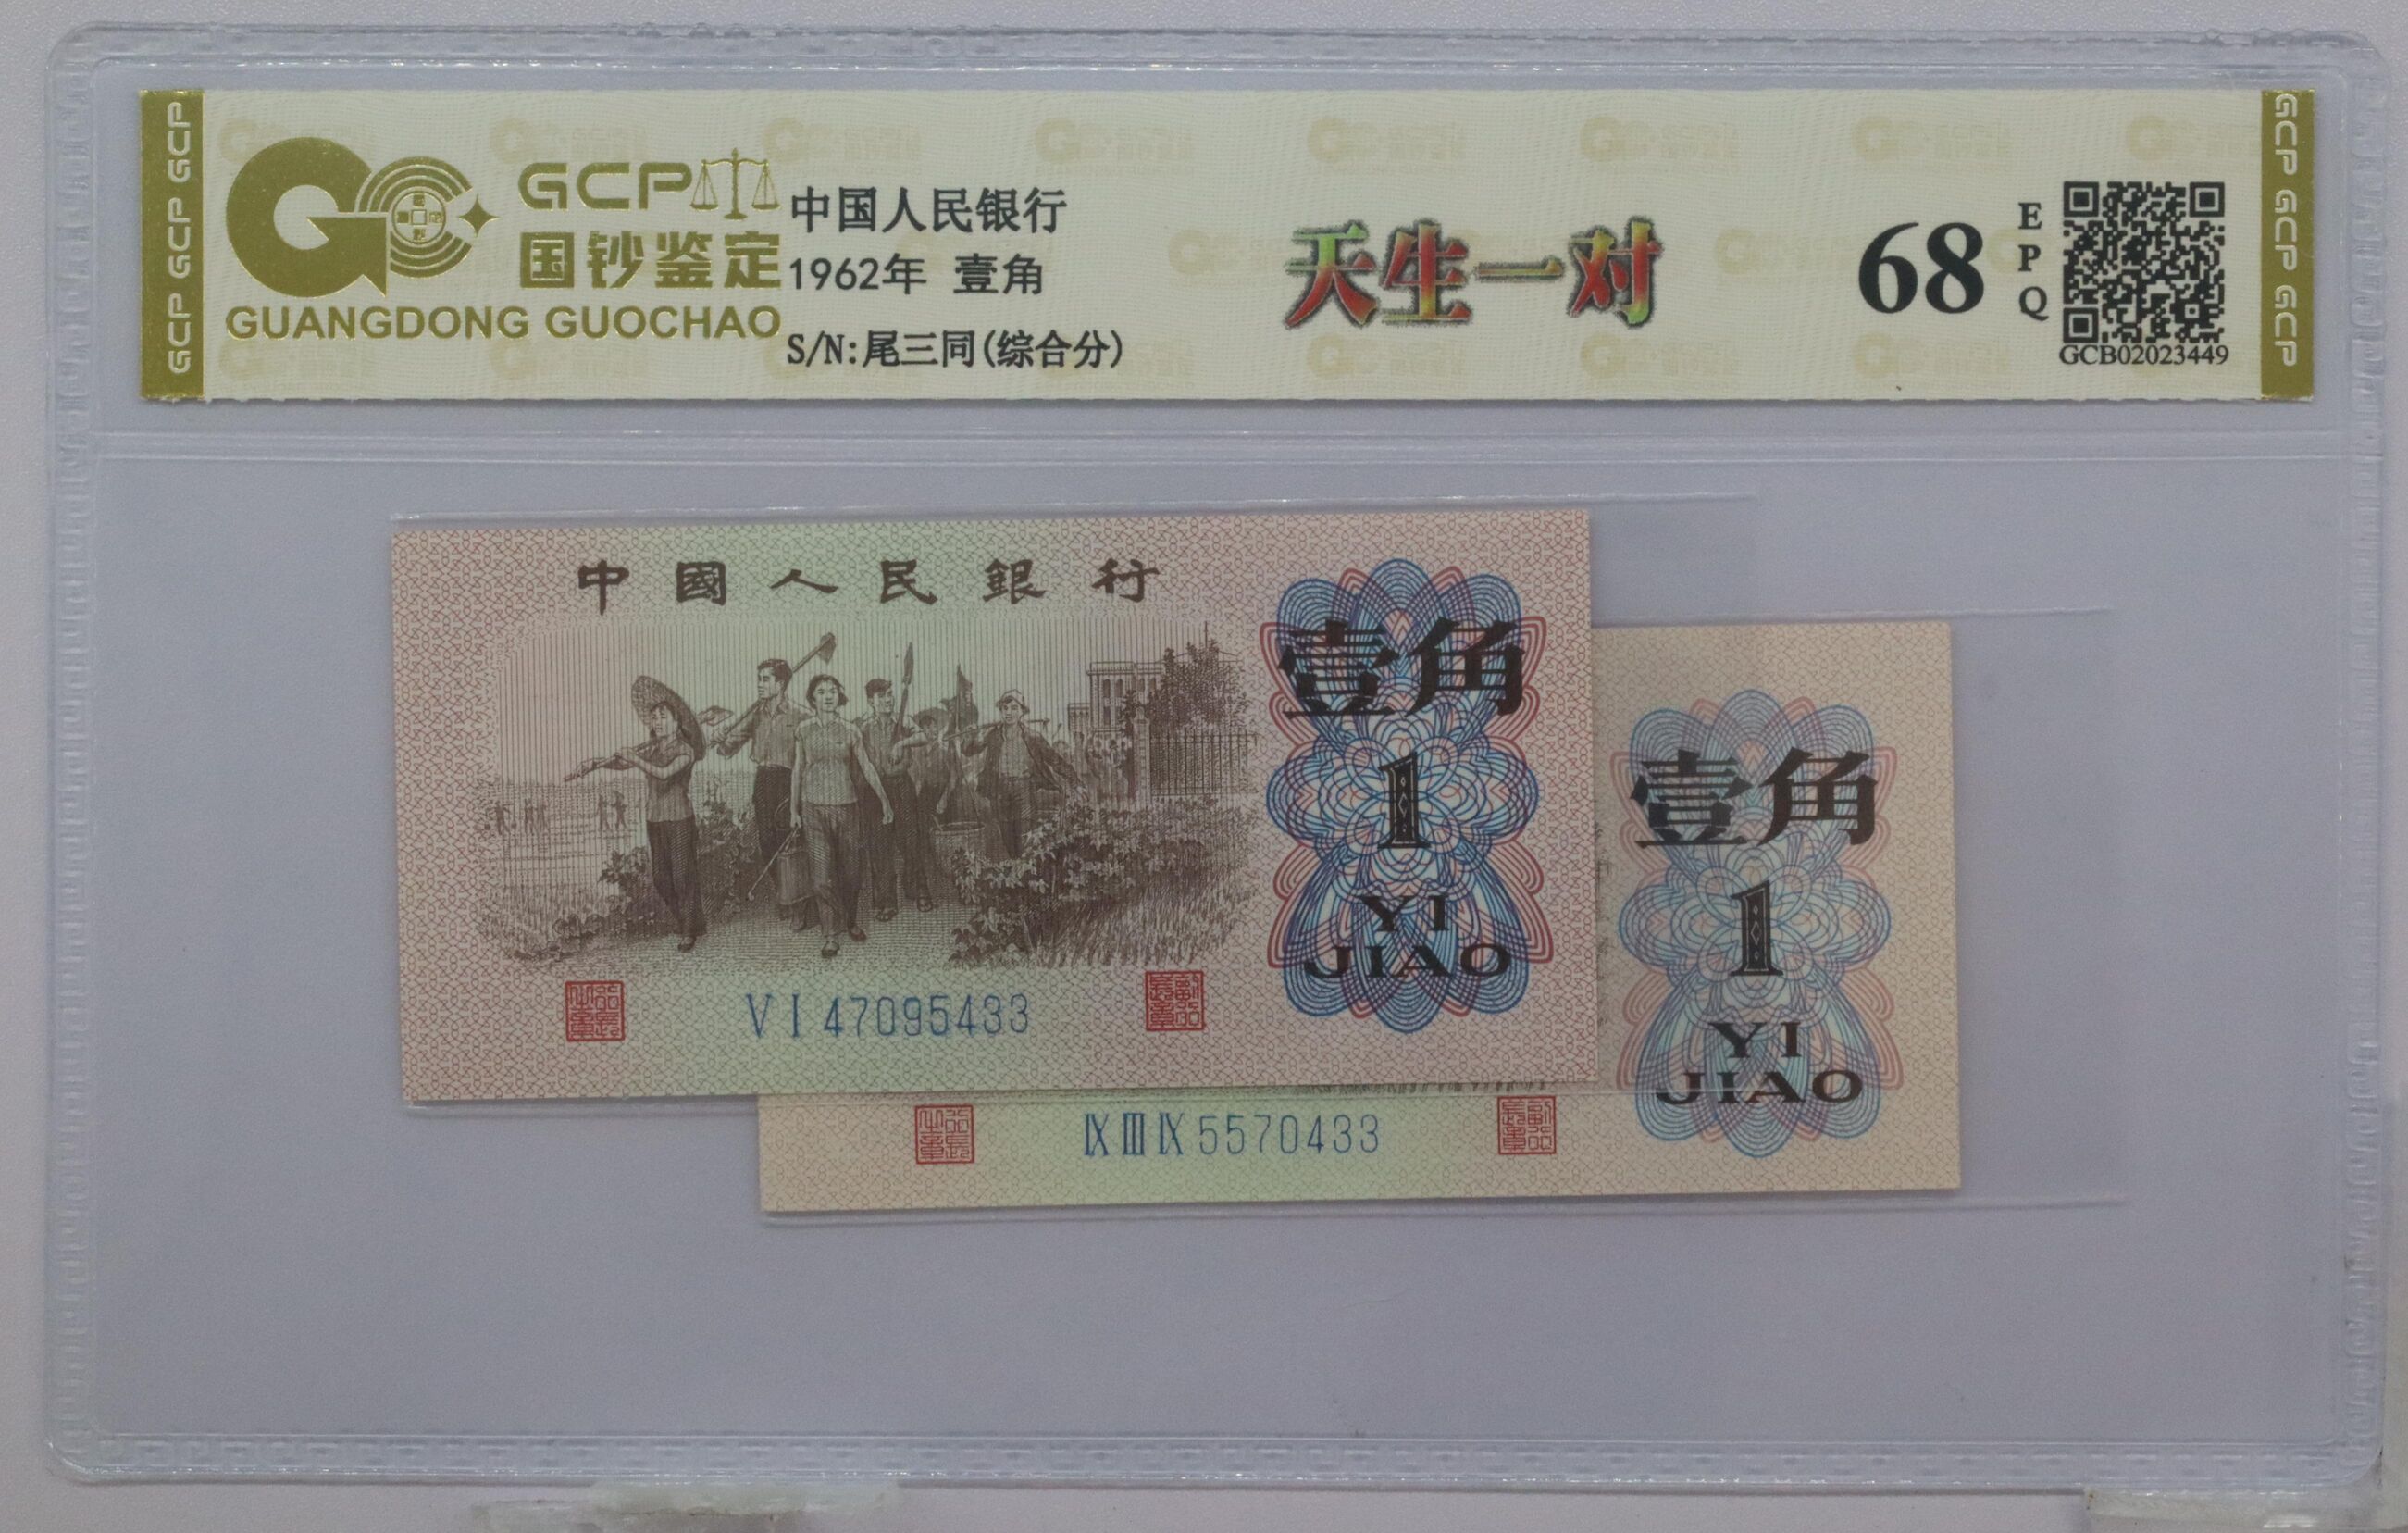 GCP GCP GCP
GCP
国钞鉴定
GUANGDONG GUOCHAO
中国人民银行
1962年 壹角
S/N:尾三同(综合分)
天生一对
68
EPQ
GCB02023449
GCP GCP GCP
中國人民銀行
壹角
1
YI
JIAO
VI 47095433
壹角
1
YI
JIAO
IX III IX 5570433